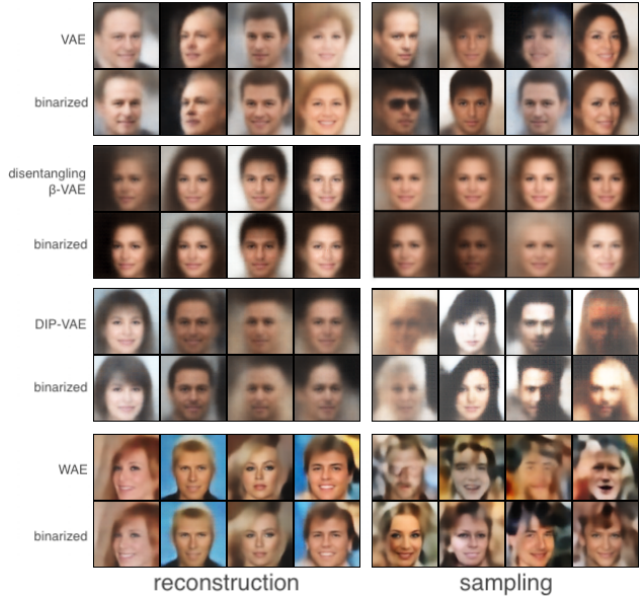 VAE
binarized
disentangling
β-VAE
binarized
DIP-VAE
binarized
WAE
binarized
reconstruction
sampling